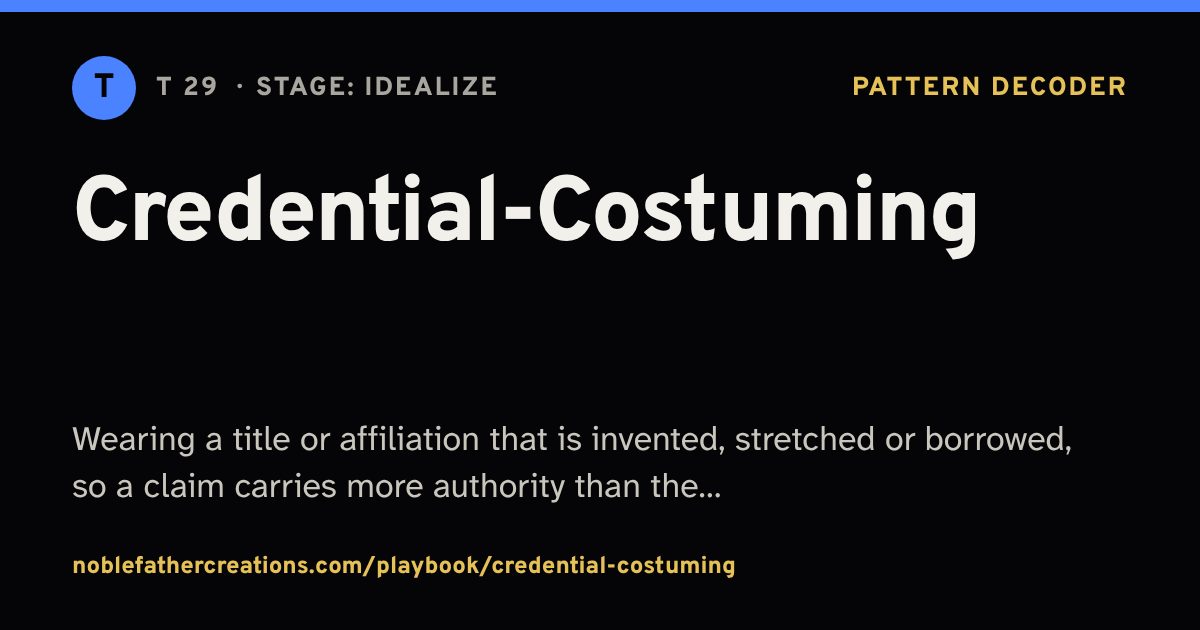 T
T 29 · STAGE: IDEALIZE
PATTERN DECODER
Credential-Costuming
Wearing a title or affiliation that is invented, stretched or borrowed,
so a claim carries more authority than the...
noblefathercreations.com/playbook/credential-costuming